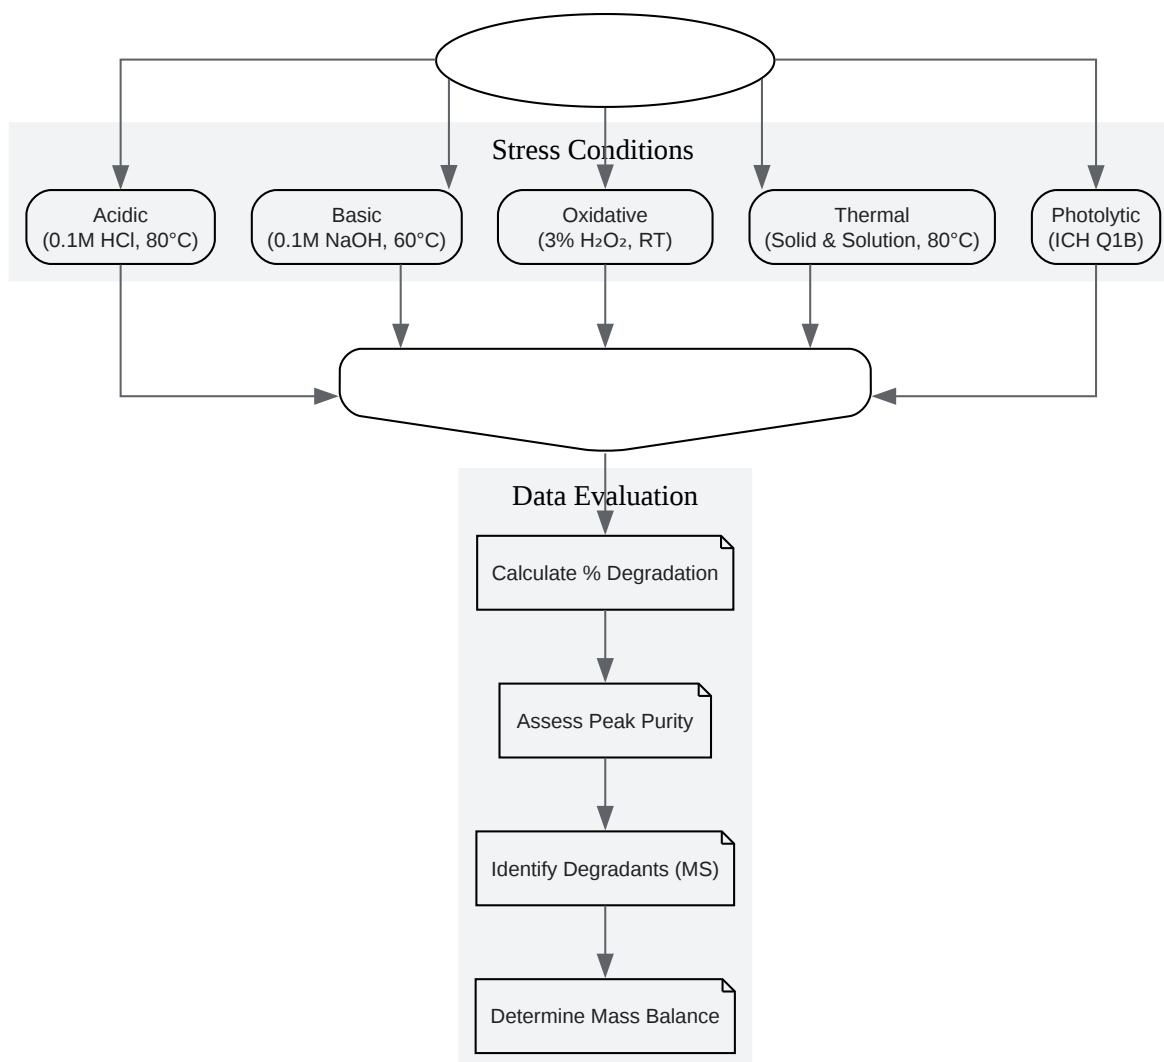 Stress Conditions
Acidic
(0.1M HCl, 80°C)
Basic
(0.1M NaOH, 60°C)
Oxidative
(3% H₂O₂, RT)
Thermal
(Solid & Solution, 80°C)
Photolytic
(ICH Q1B)
Data Evaluation
Calculate % Degradation
Assess Peak Purity
Identify Degradants (MS)
Determine Mass Balance